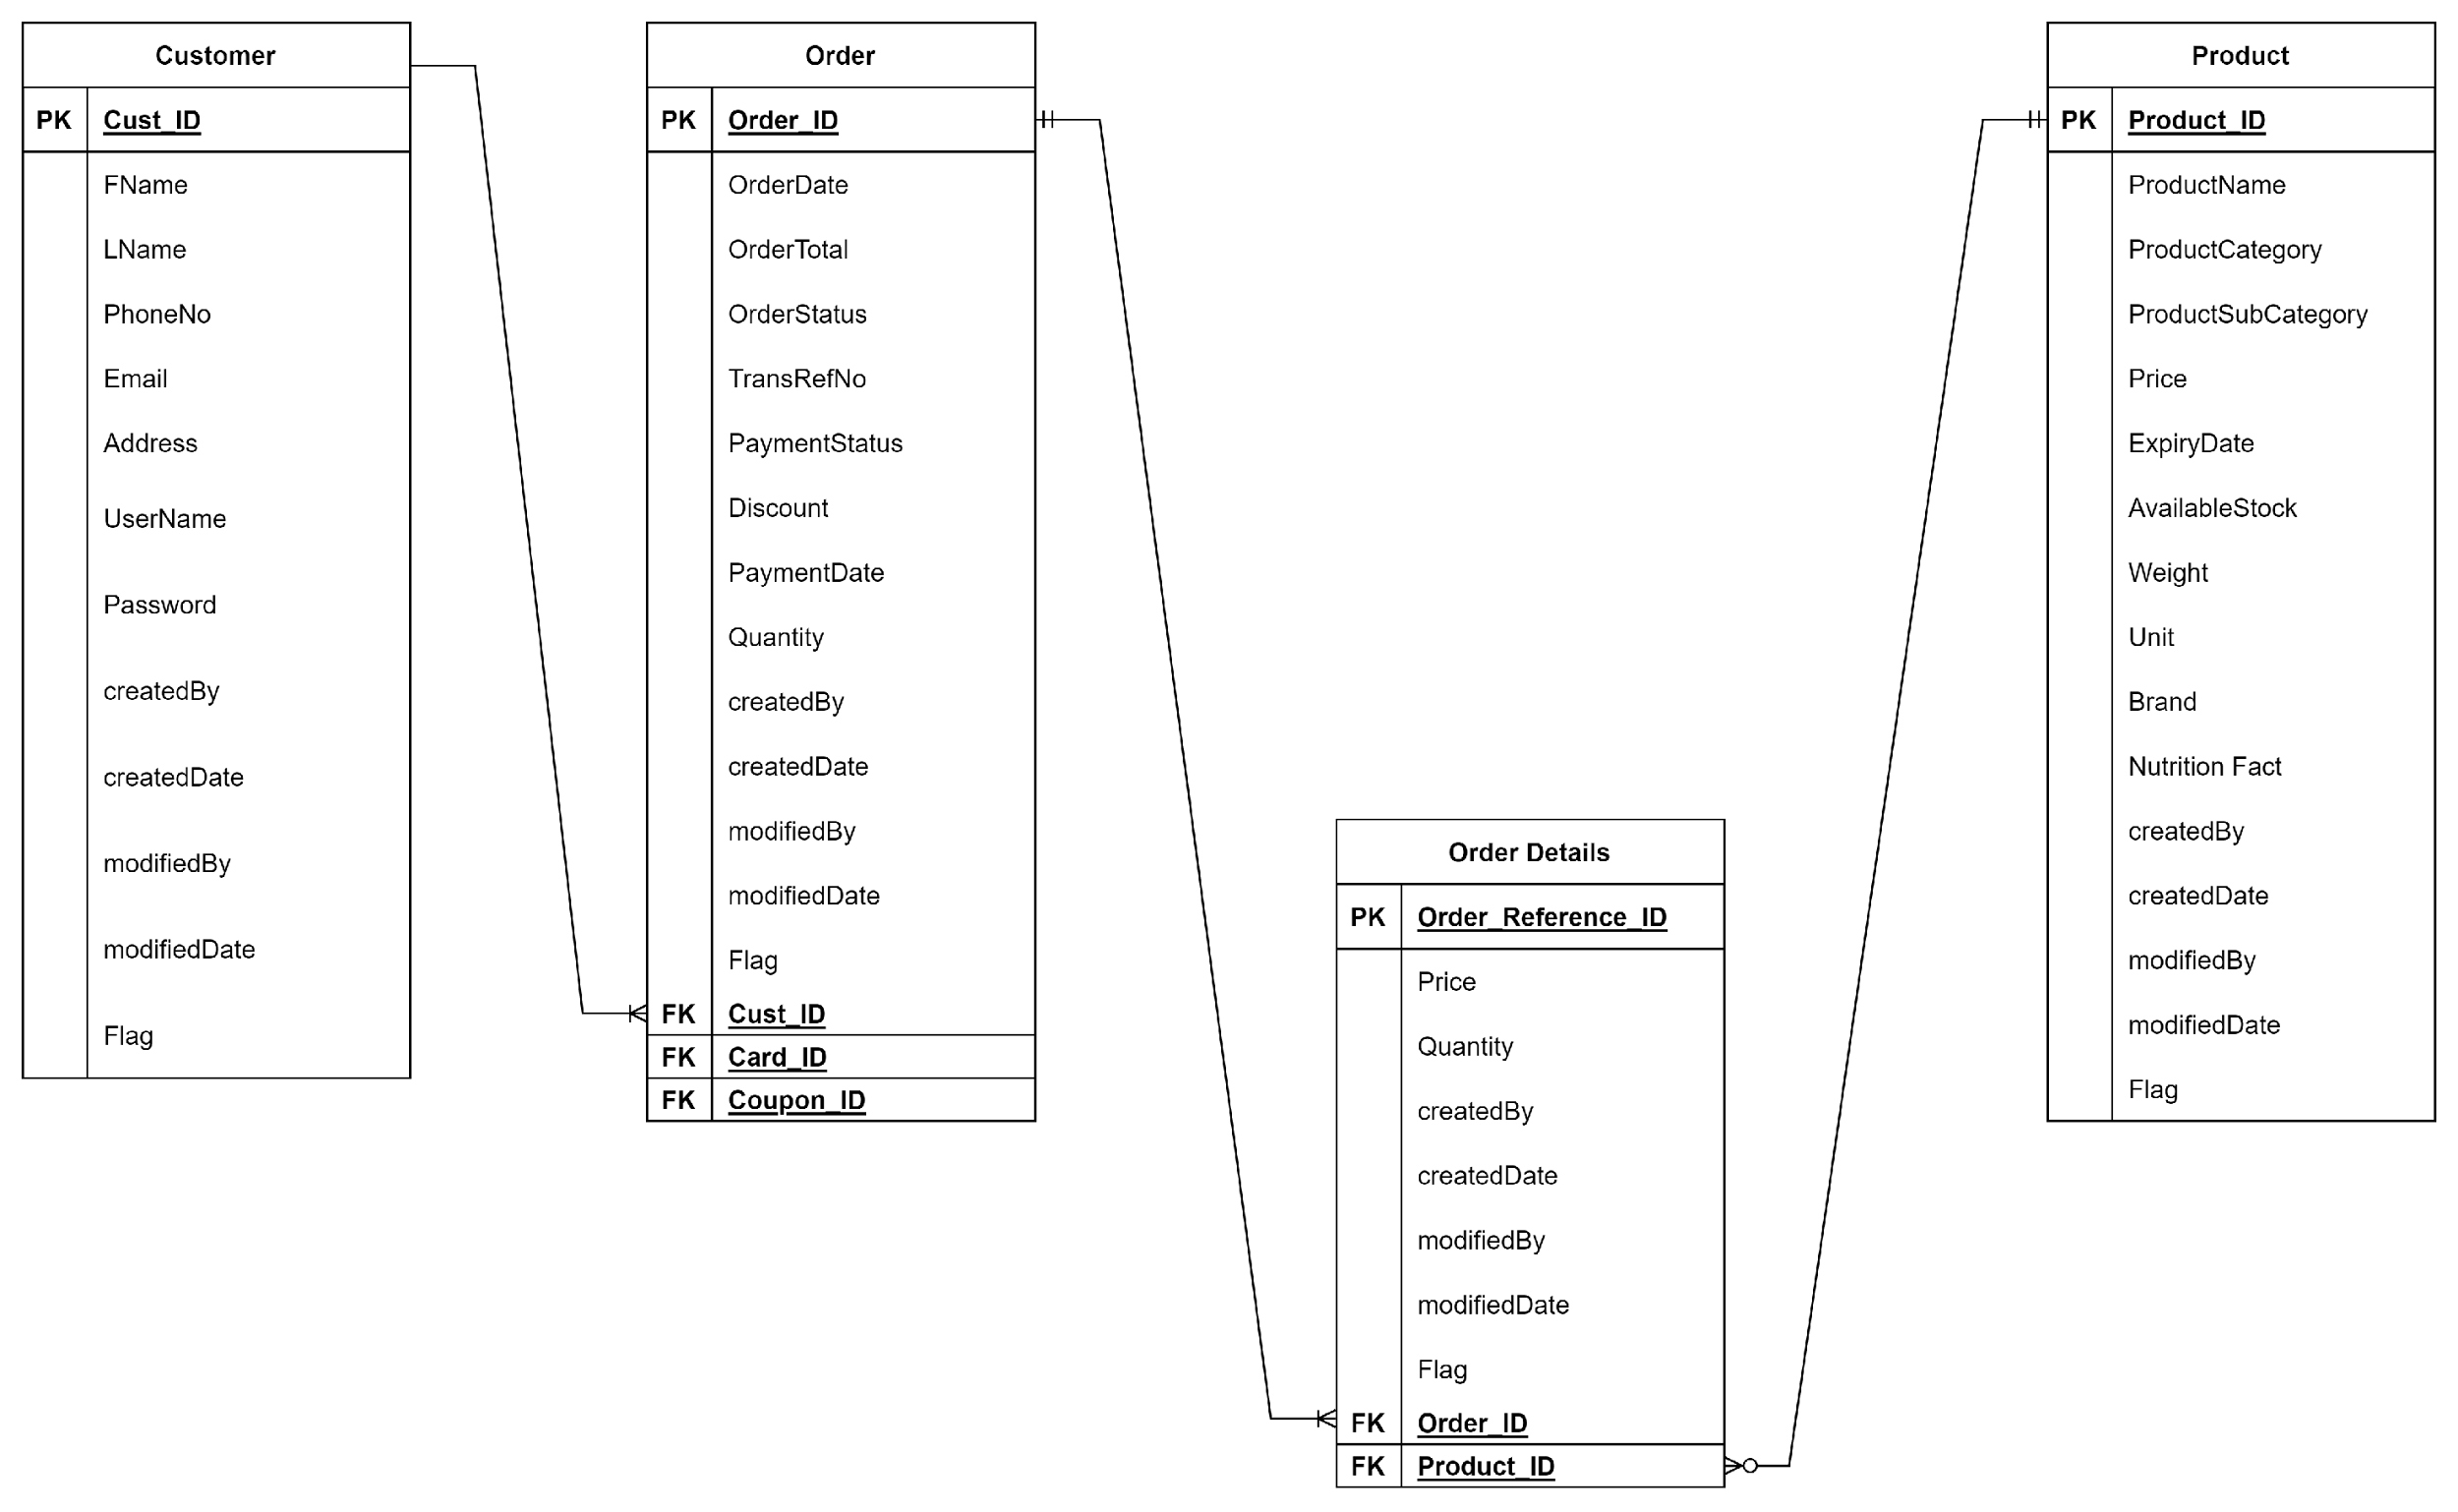 Customer
PK Cust_ID
FName
LName
PhoneNo
Email
Address
UserName
Password
createdBy
createdDate
modifiedBy
modifiedDate
Flag
Order
PK Order_ID
OrderDate
OrderTotal
OrderStatus
TransRefNo
PaymentStatus
Discount
PaymentDate
Quantity
createdBy
createdDate
modifiedBy
modifiedDate
Flag
FK Cust_ID
FK Card_ID
FK Coupon_ID
Order Details
PK Order_Reference_ID
Price
Quantity
createdBy
createdDate
modifiedBy
modifiedDate
Flag
FK Order_ID
FK Product_ID
Product
PK Product_ID
ProductName
ProductCategory
ProductSubCategory
Price
ExpiryDate
AvailableStock
Weight
Unit
Brand
Nutrition Fact
createdBy
createdDate
modifiedBy
modifiedDate
Flag